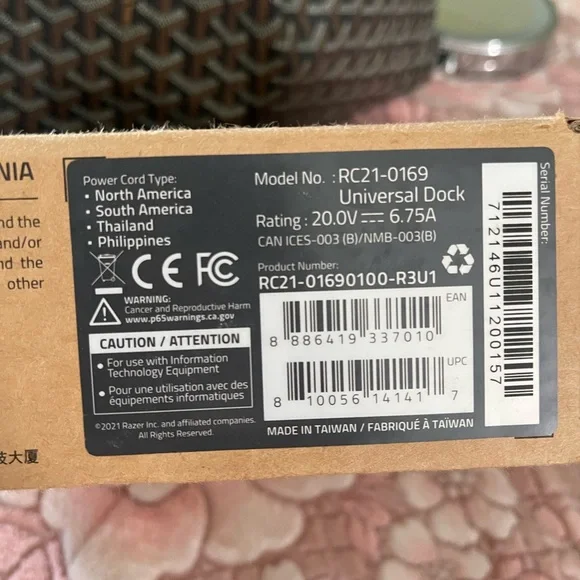 NIA
nd the
and/or
nd the
other
技大厦
Power Cord Type:
• North America
• South America
• Thailand
• Philippines
CE FC
WARNING:
Cancer and Reproductive Harm
www.p65warnings.ca.gov
CAUTION / ATTENTION
• For use with Information
Technology Equipment
• Pour une utilisation avec des
équipements informatiques
©2021 Razer Inc. and affiliated companies.
All Rights Reserved.
Model No. : RC21-0169
Universal Dock
Rating : 20.0V⎓ 6.75A
CAN ICES-003 (B)/NMB-003(B)
Product Number:
RC21-01690100-R3U1
EAN
8 886419 337010
UPC
8 10056 14141 7
MADE IN TAIWAN / FABRIQUÉ À TAÏWAN
Serial Number:
712146U11200157